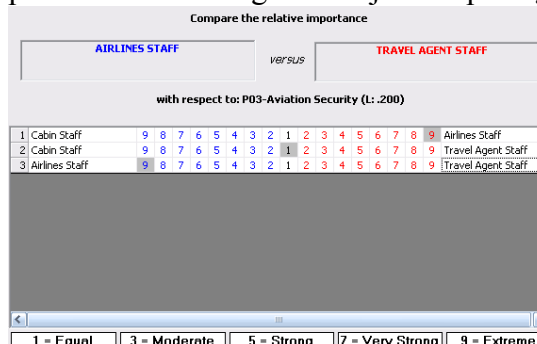 Compare the relative importance
AIRLINES STAFF versus TRAVEL AGENT STAFF
with respect to: P03-Aviation Security (L: .200)
1 Cabin Staff 9 8 7 6 5 4 3 2 1 2 3 4 5 6 7 8 9 Airlines Staff
2 Cabin Staff 9 8 7 6 5 4 3 2 1 2 3 4 5 6 7 8 9 Travel Agent Staff
3 Airlines Staff 9 8 7 6 5 4 3 2 1 2 3 4 5 6 7 8 9 Travel Agent Staff
1 = Equal 3 = Moderate 5 = Strong 7 = Very Strong 9 = Extreme